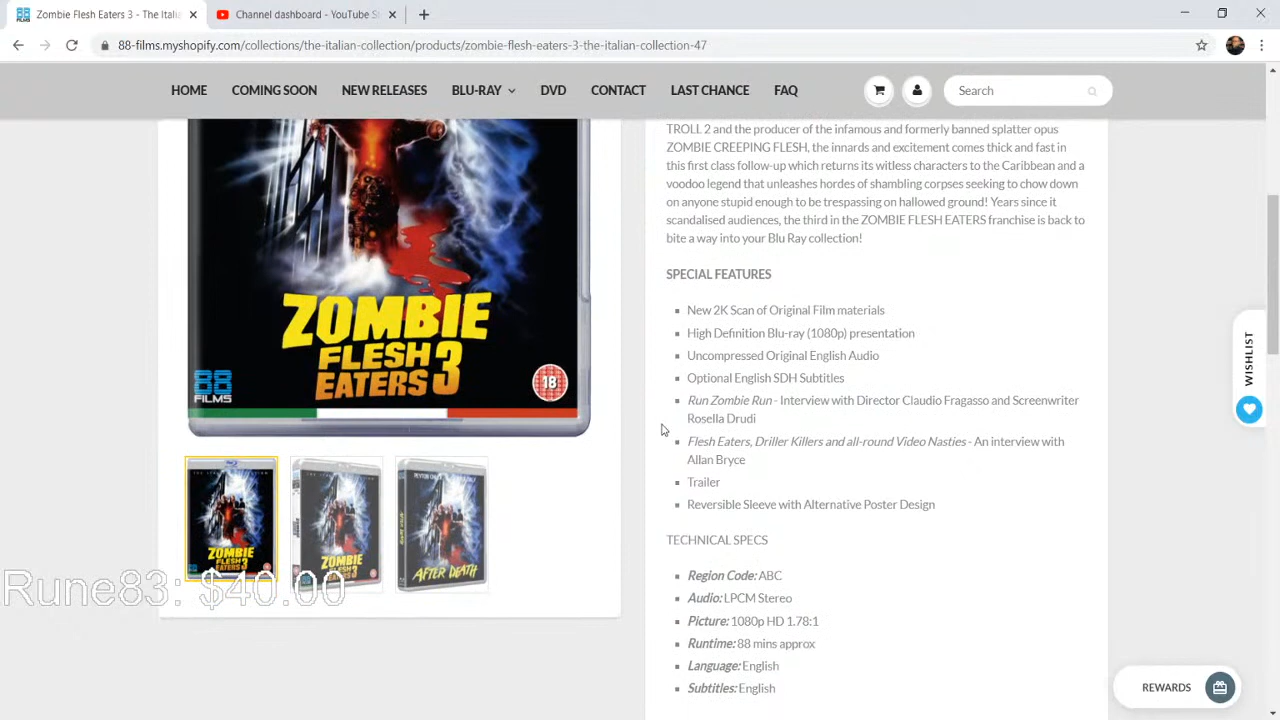 Zombie Flesh Eaters 3 - The Itali
Channel dashboard - YouTube S
88-films.myshopify.com/collections/the-italian-collection/products/zombie-flesh-eaters-3-the-italian-collection-47
HOME COMING SOON NEW RELEASES BLU-RAY DVD CONTACT LAST CHANCE FAQ
Search
TROLL 2 and the producer of the infamous and formerly banned splatter opus
ZOMBIE CREEPING FLESH, the innards and excitement comes thick and fast in
this first class follow-up which returns its witless characters to the Caribbean and a
voodoo legend that unleashes hordes of shambling corpses seeking to chow down
on anyone stupid enough to be trespassing on hallowed ground! Years since it
scandalised audiences, the third in the ZOMBIE FLESH EATERS franchise is back to
bite a way into your Blu Ray collection!
SPECIAL FEATURES
New 2K Scan of Original Film materials
High Definition Blu-ray (1080p) presentation
Uncompressed Original English Audio
Optional English SDH Subtitles
Run Zombie Run - Interview with Director Claudio Fragasso and Screenwriter
Rosella Drudi
Flesh Eaters, Driller Killers and all-round Video Nasties - An interview with
Allan Bryce
Trailer
Reversible Sleeve with Alternative Poster Design
TECHNICAL SPECS
Region Code: ABC
Audio: LPCM Stereo
Picture: 1080p HD 1.78:1
Runtime: 88 mins approx
Language: English
Subtitles: English
ZOMBIE
FLESH
EATERS 3
88
FILMS
18
ZOMBIE
FLESH
EATERS 3
ZOMBIE
FLESH
EATERS 3
AFTER DEATH
AFTER DEATH
Rune83: $40.00
WISHLIST
REWARDS